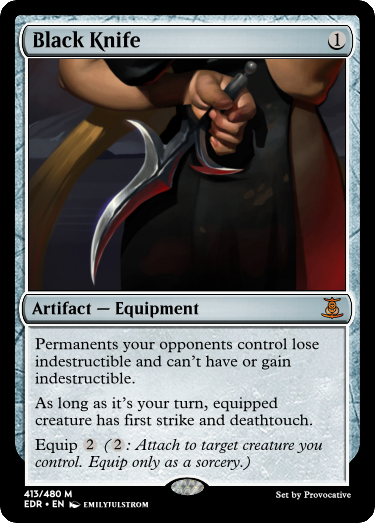 Black Knife 1
Artifact — Equipment
Permanents your opponents control lose
indestructible and can't have or gain
indestructible.
As long as it's your turn, equipped
creature has first strike and deathtouch.
Equip 2 (2: Attach to target creature you
control. Equip only as a sorcery.)
413/480 M
EDR • EN EMILYFULSTROM
Set by Provocative